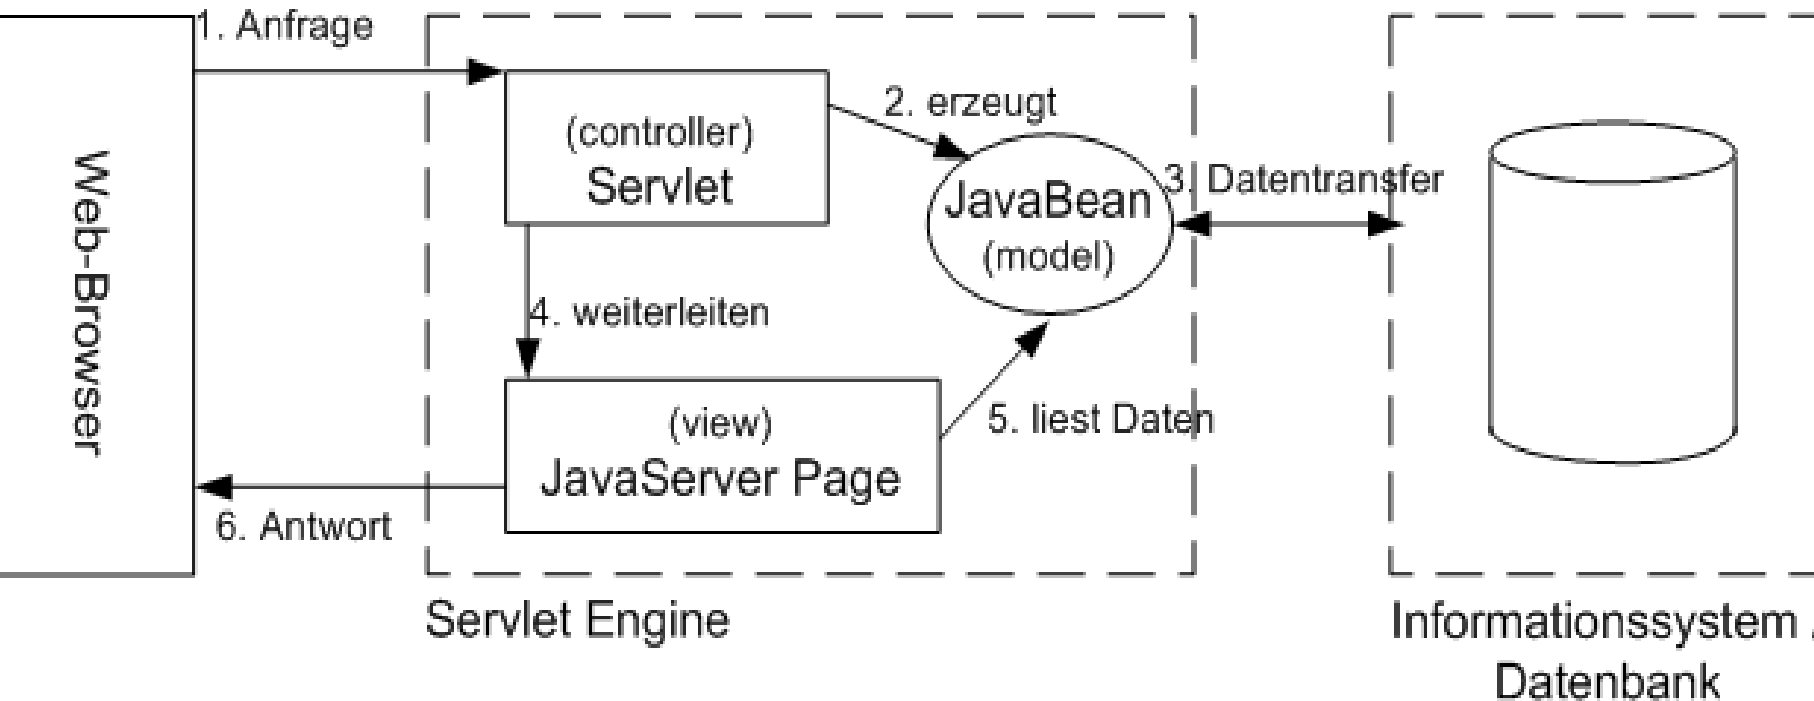 1. Anfrage
Web-Browser
(controller)
Servlet
2. erzeugt
JavaBean
(model)
3. Datentransfer
4. weiterleiten
(view)
JavaServer Page
5. liest Daten
6. Antwort
Servlet Engine
Informationssystem
Datenbank